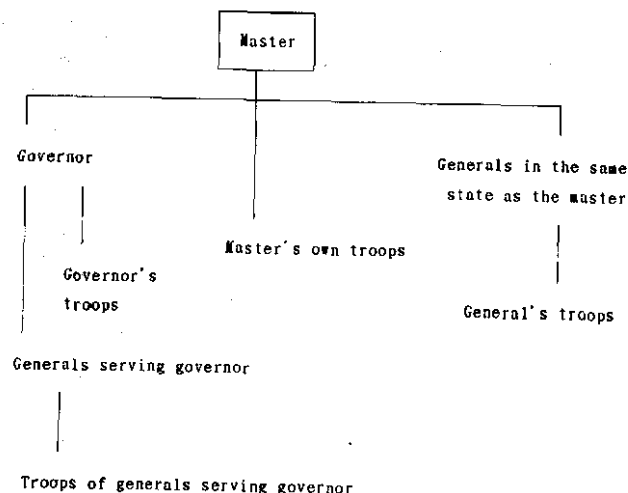 Master
Governor
Generals in the same
state as the master
Governor's
troops
Master's own troops
General's troops
Generals serving governor
Troops of generals serving governor